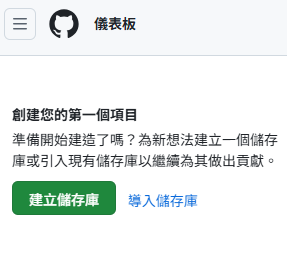 儀表板
創建您的第一個項目
準備開始建造了嗎？為新想法建立一個儲存
庫或引入現有儲存庫以繼續為其做出貢獻。
建立儲存庫 導入儲存庫